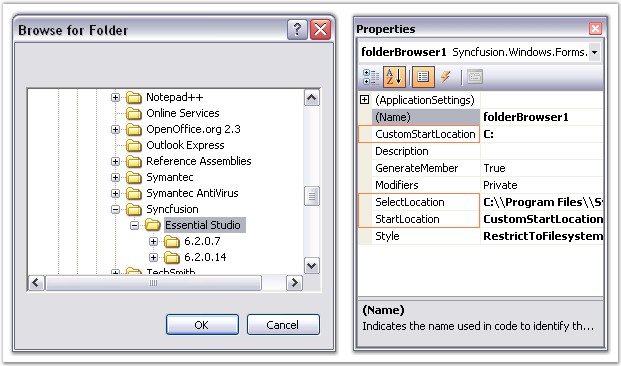 Browse for Folder
Notepad++
Online Services
OpenOffice.org 2.3
Outlook Express
Reference Assemblies
Symantec
Symantec AntiVirus
Syncfusion
Essential Studio
6.2.0.7
6.2.0.14
TechSmith
OK Cancel
Properties
folderBrowser1 Syncfusion.Windows.Forms.
(ApplicationSettings)
(Name) folderBrowser1
CustomStartLocation C:
Description
GenerateMember True
Modifiers Private
SelectLocation C:\\Program Files\\Sy
StartLocation CustomStartLocation
Style RestrictToFilesystem
(Name)
Indicates the name used in code to identify th...